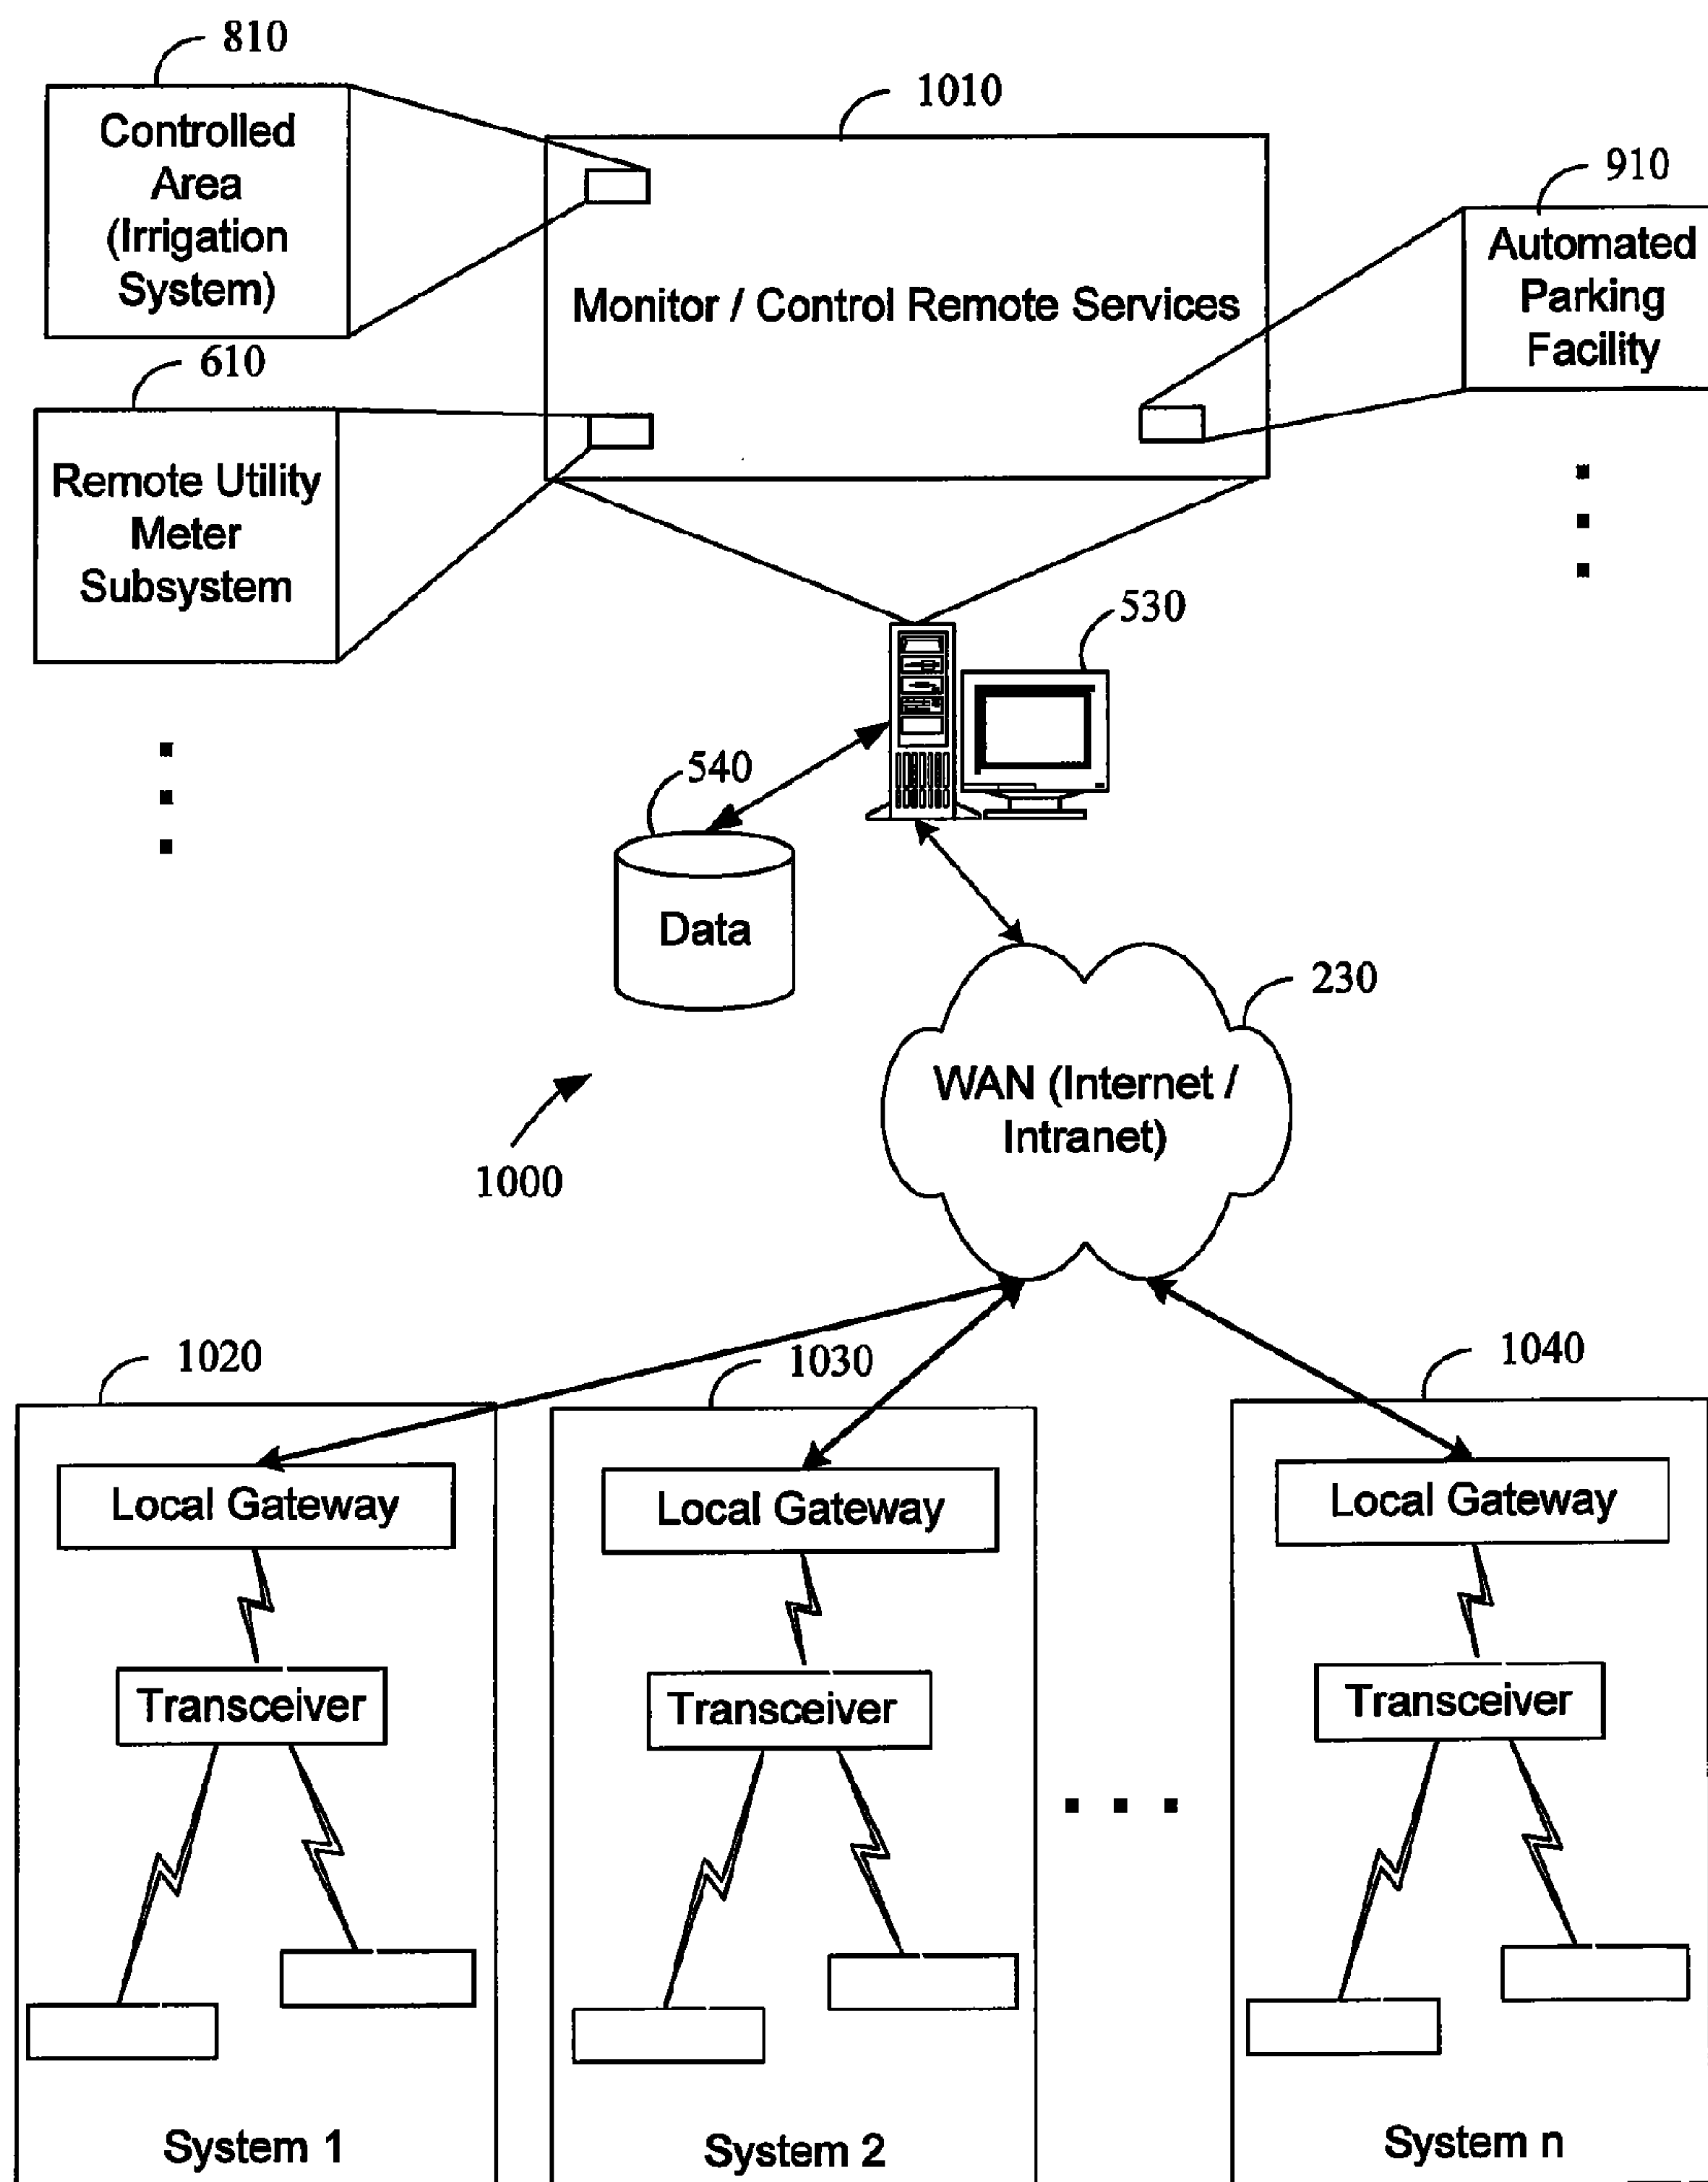 810
Controlled
Area
(Irrigation
System)
1010
Monitor / Control Remote Services
910
Automated
Parking
Facility
610
Remote Utility
Meter
Subsystem
530
540
Data
230
WAN (Internet /
Intranet)
1000
1020
Local Gateway
Transceiver
System 1
1030
Local Gateway
Transceiver
System 2
1040
Local Gateway
Transceiver
System n